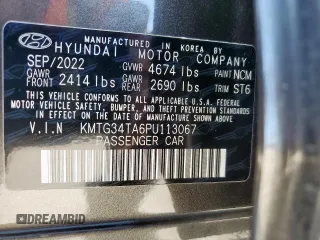 MANUFACTURED IN KOREA BY
HYUNDAI MOTOR COMPANY
SEP/2022 GVWR 4674 lbs PAINT NCM
GAWR FRONT 2414 lbs GAWR REAR 2690 lbs TRIM ST6
THIS VEHICLE CONFORMS TO ALL APPLICABLE U.S.A. FEDERAL MOTOR VEHICLE SAFETY, BUMPER, AND THEFT PREVENTION STANDARDS IN EFFECT ON THE DATE OF MANUFACTURE SHOWN ABOVE.
V.I.N KMTG34TA6PU113067
PASSENGER CAR
DREAMBID